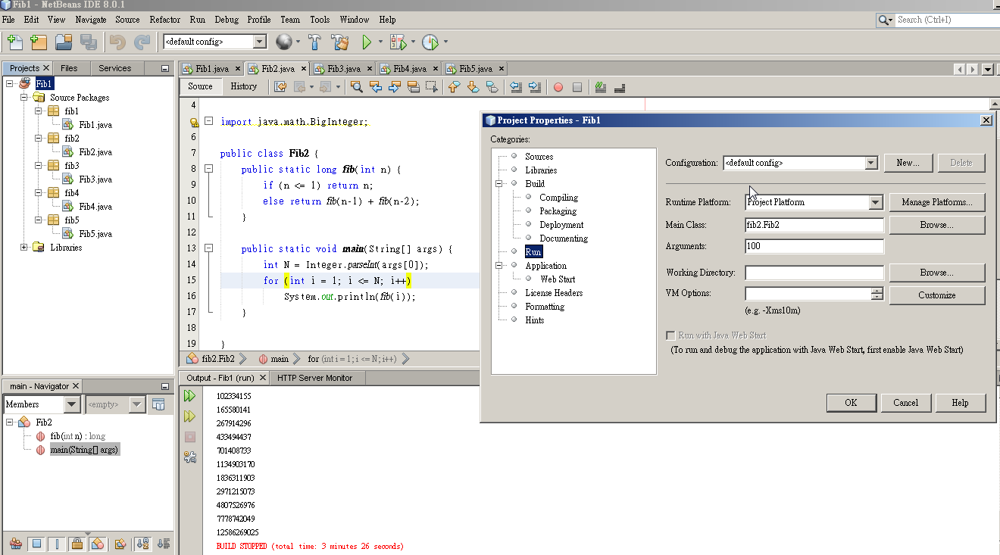 Fib1 - NetBeans IDE 8.0.1
File Edit View Navigate Source Refactor Run Debug Profile Team Tools Window Help
Search (Ctrl+I)
<default config>
Projects Files Services
Fib1
Source Packages
fib1
Fib1.java
fib2
Fib2.java
fib3
Fib3.java
fib4
Fib4.java
fib5
Fib5.java
Libraries
Fib1.java Fib2.java Fib3.java Fib4.java Fib5.java
Source History
4
import java.math.BigInteger;
6
7 public class Fib2 {
8 public static long fib(int n) {
9 if (n <= 1) return n;
10 else return fib(n-1) + fib(n-2);
11 }
12
13 public static void main(String[] args) {
14 int N = Integer.parseInt(args[0]);
15 for (int i = 1; i <= N; i++)
16 System.out.println(fib(i));
17 }
18
19 }
fib2.Fib2 main for (int i = 1; i <= N; i++)
Project Properties - Fib1
Categories:
Sources
Libraries
Build
Compiling
Packaging
Deployment
Documenting
Run
Application
Web Start
License Headers
Formatting
Hints
Configuration: <default config> New... Delete
Runtime Platform: Project Platform Manage Platforms...
Main Class: fib2.Fib2 Browse...
Arguments: 100
Working Directory: Browse...
VM Options: Customize
(e.g. -Xms10m)
Run with Java Web Start
(To run and debug the application with Java Web Start, first enable Java Web Start)
OK Cancel Help
main - Navigator
Members <empty>
Fib2
fib(int n) : long
main(String[] args)
Output - Fib1 (run) HTTP Server Monitor
102334155
165580141
267914296
433494437
701408733
1134903170
1836311903
2971215073
4807526976
7778742049
12586269025
BUILD STOPPED (total time: 3 minutes 26 seconds)